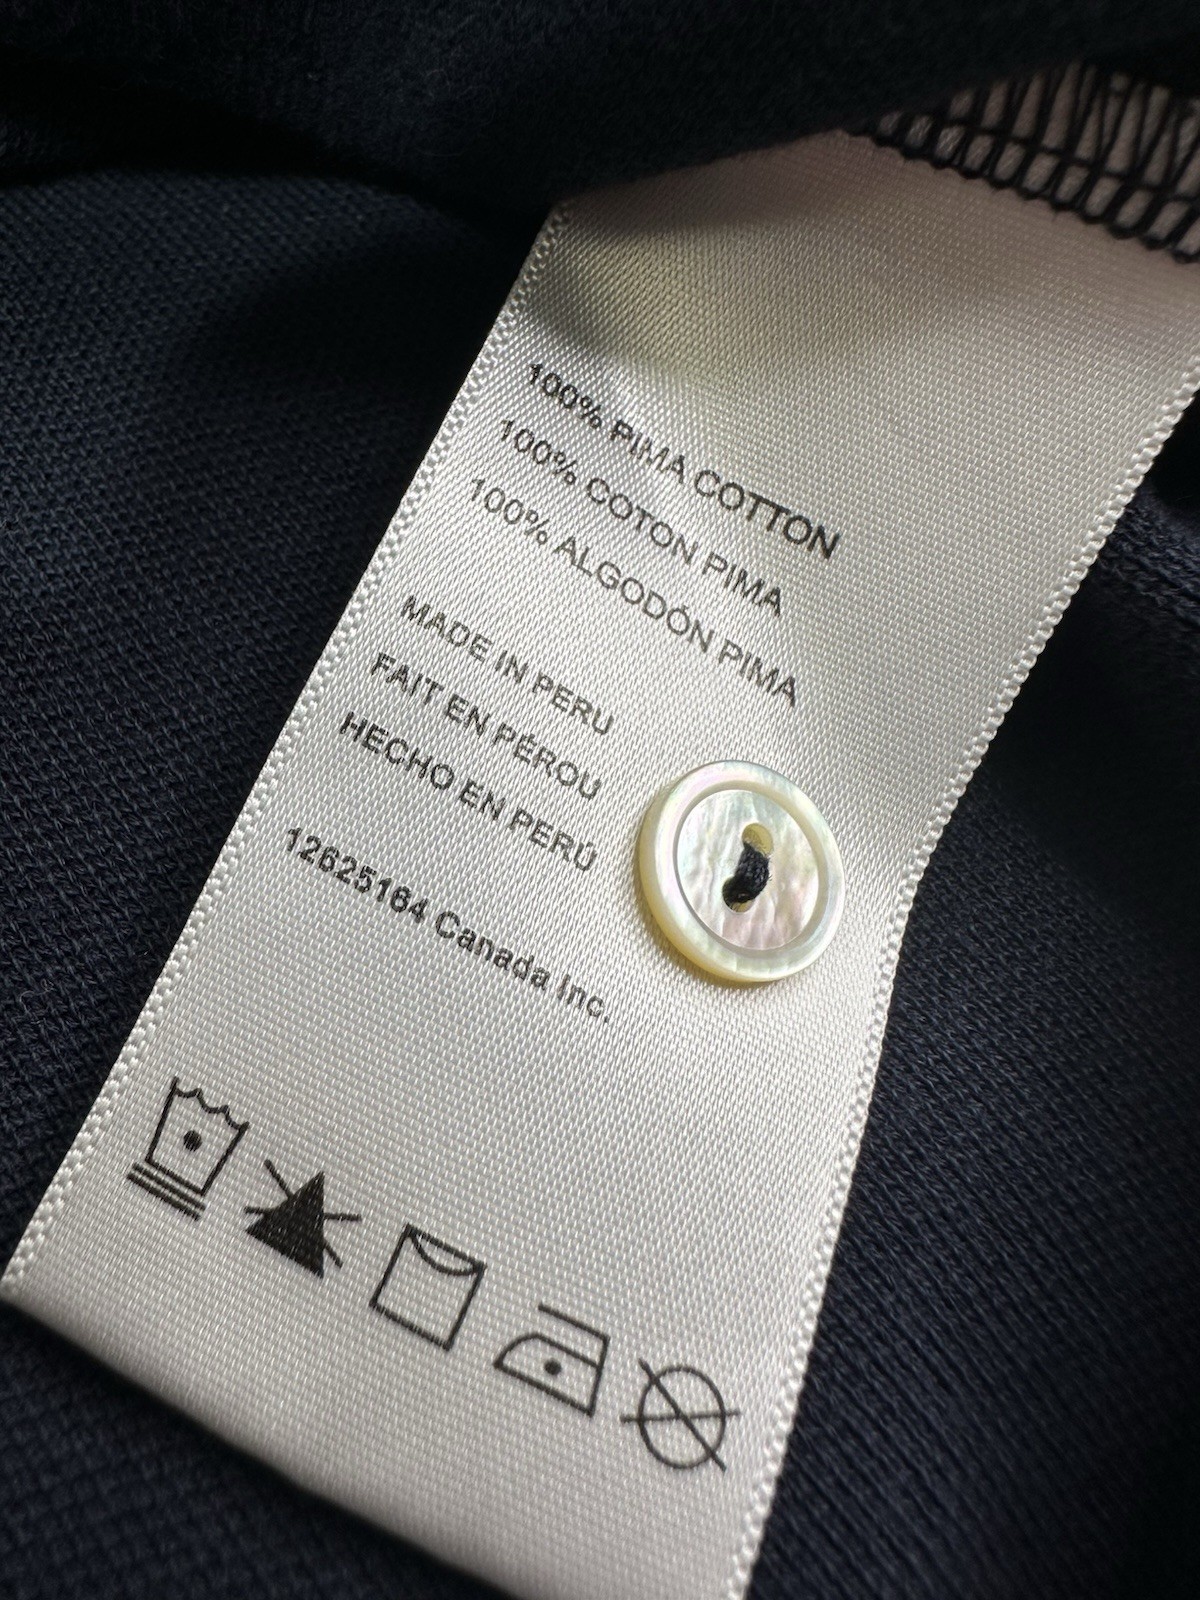 100% PIMA COTTON
100% COTON PIMA
100% ALGODÓN PIMA
MADE IN PERU
FAIT EN PÉROU
HECHO EN PERÚ
12625164 Canada Inc.